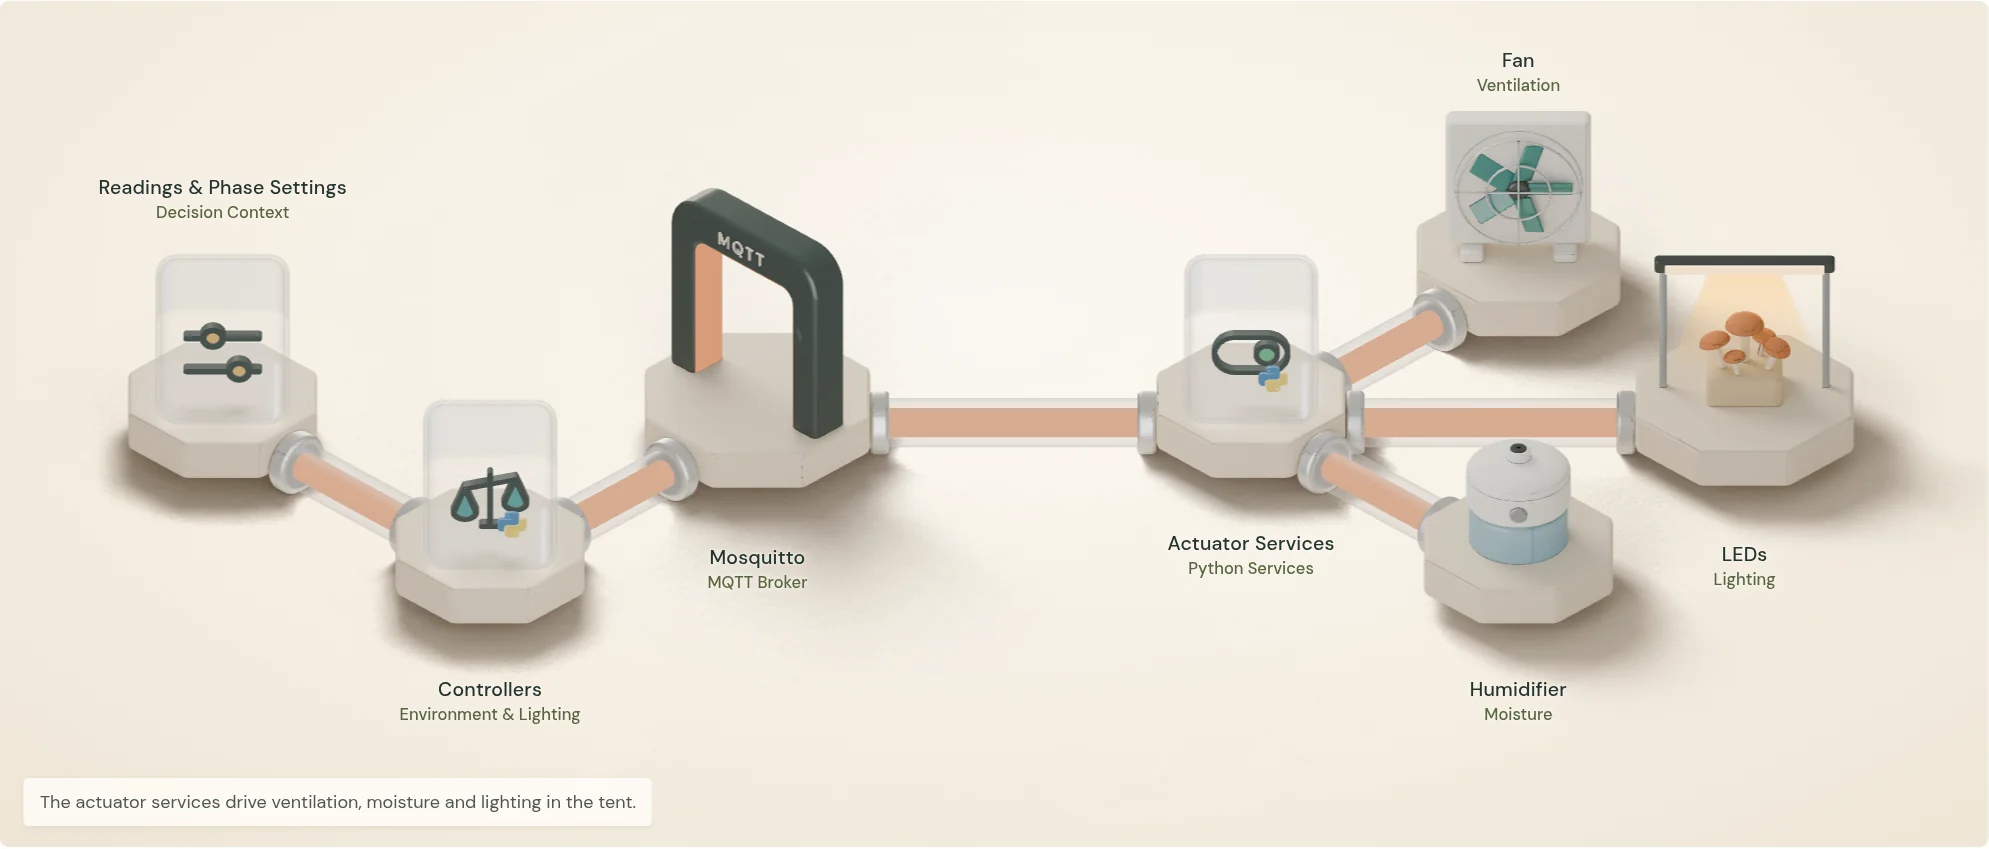 Fan
Ventilation
Readings & Phase Settings
Decision Context
MQTT
Actuator Services
Python Services
Mosquitto
MQTT Broker
LEDs
Lighting
Controllers
Environment & Lighting
Humidifier
Moisture
The actuator services drive ventilation, moisture and lighting in the tent.